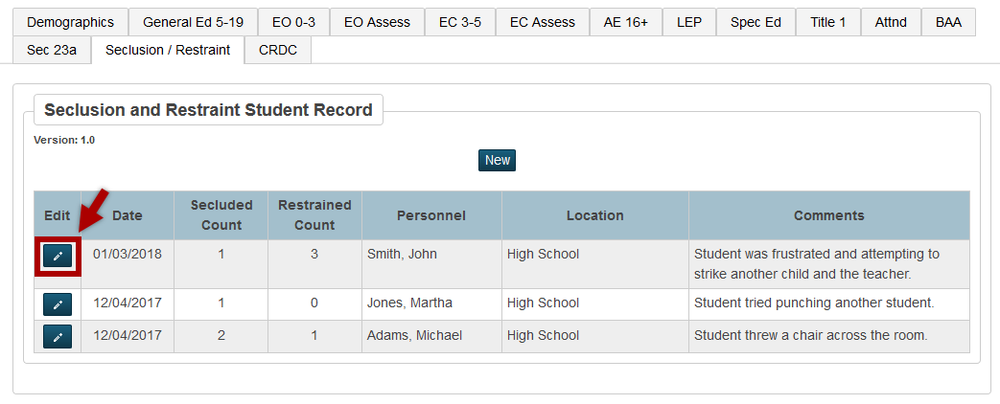 Demographics General Ed 5-19 EO 0-3 EO Assess EC 3-5 EC Assess AE 16+ LEP Spec Ed Title 1 Attnd BAA
Sec 23a Seclusion / Restraint CRDC
Seclusion and Restraint Student Record
Version: 1.0
New
Edit Date Secluded Count Restrained Count Personnel Location Comments
01/03/2018 1 3 Smith, John High School Student was frustrated and attempting to
strike another child and the teacher.
12/04/2017 1 0 Jones, Martha High School Student tried punching another student.
12/04/2017 2 1 Adams, Michael High School Student threw a chair across the room.